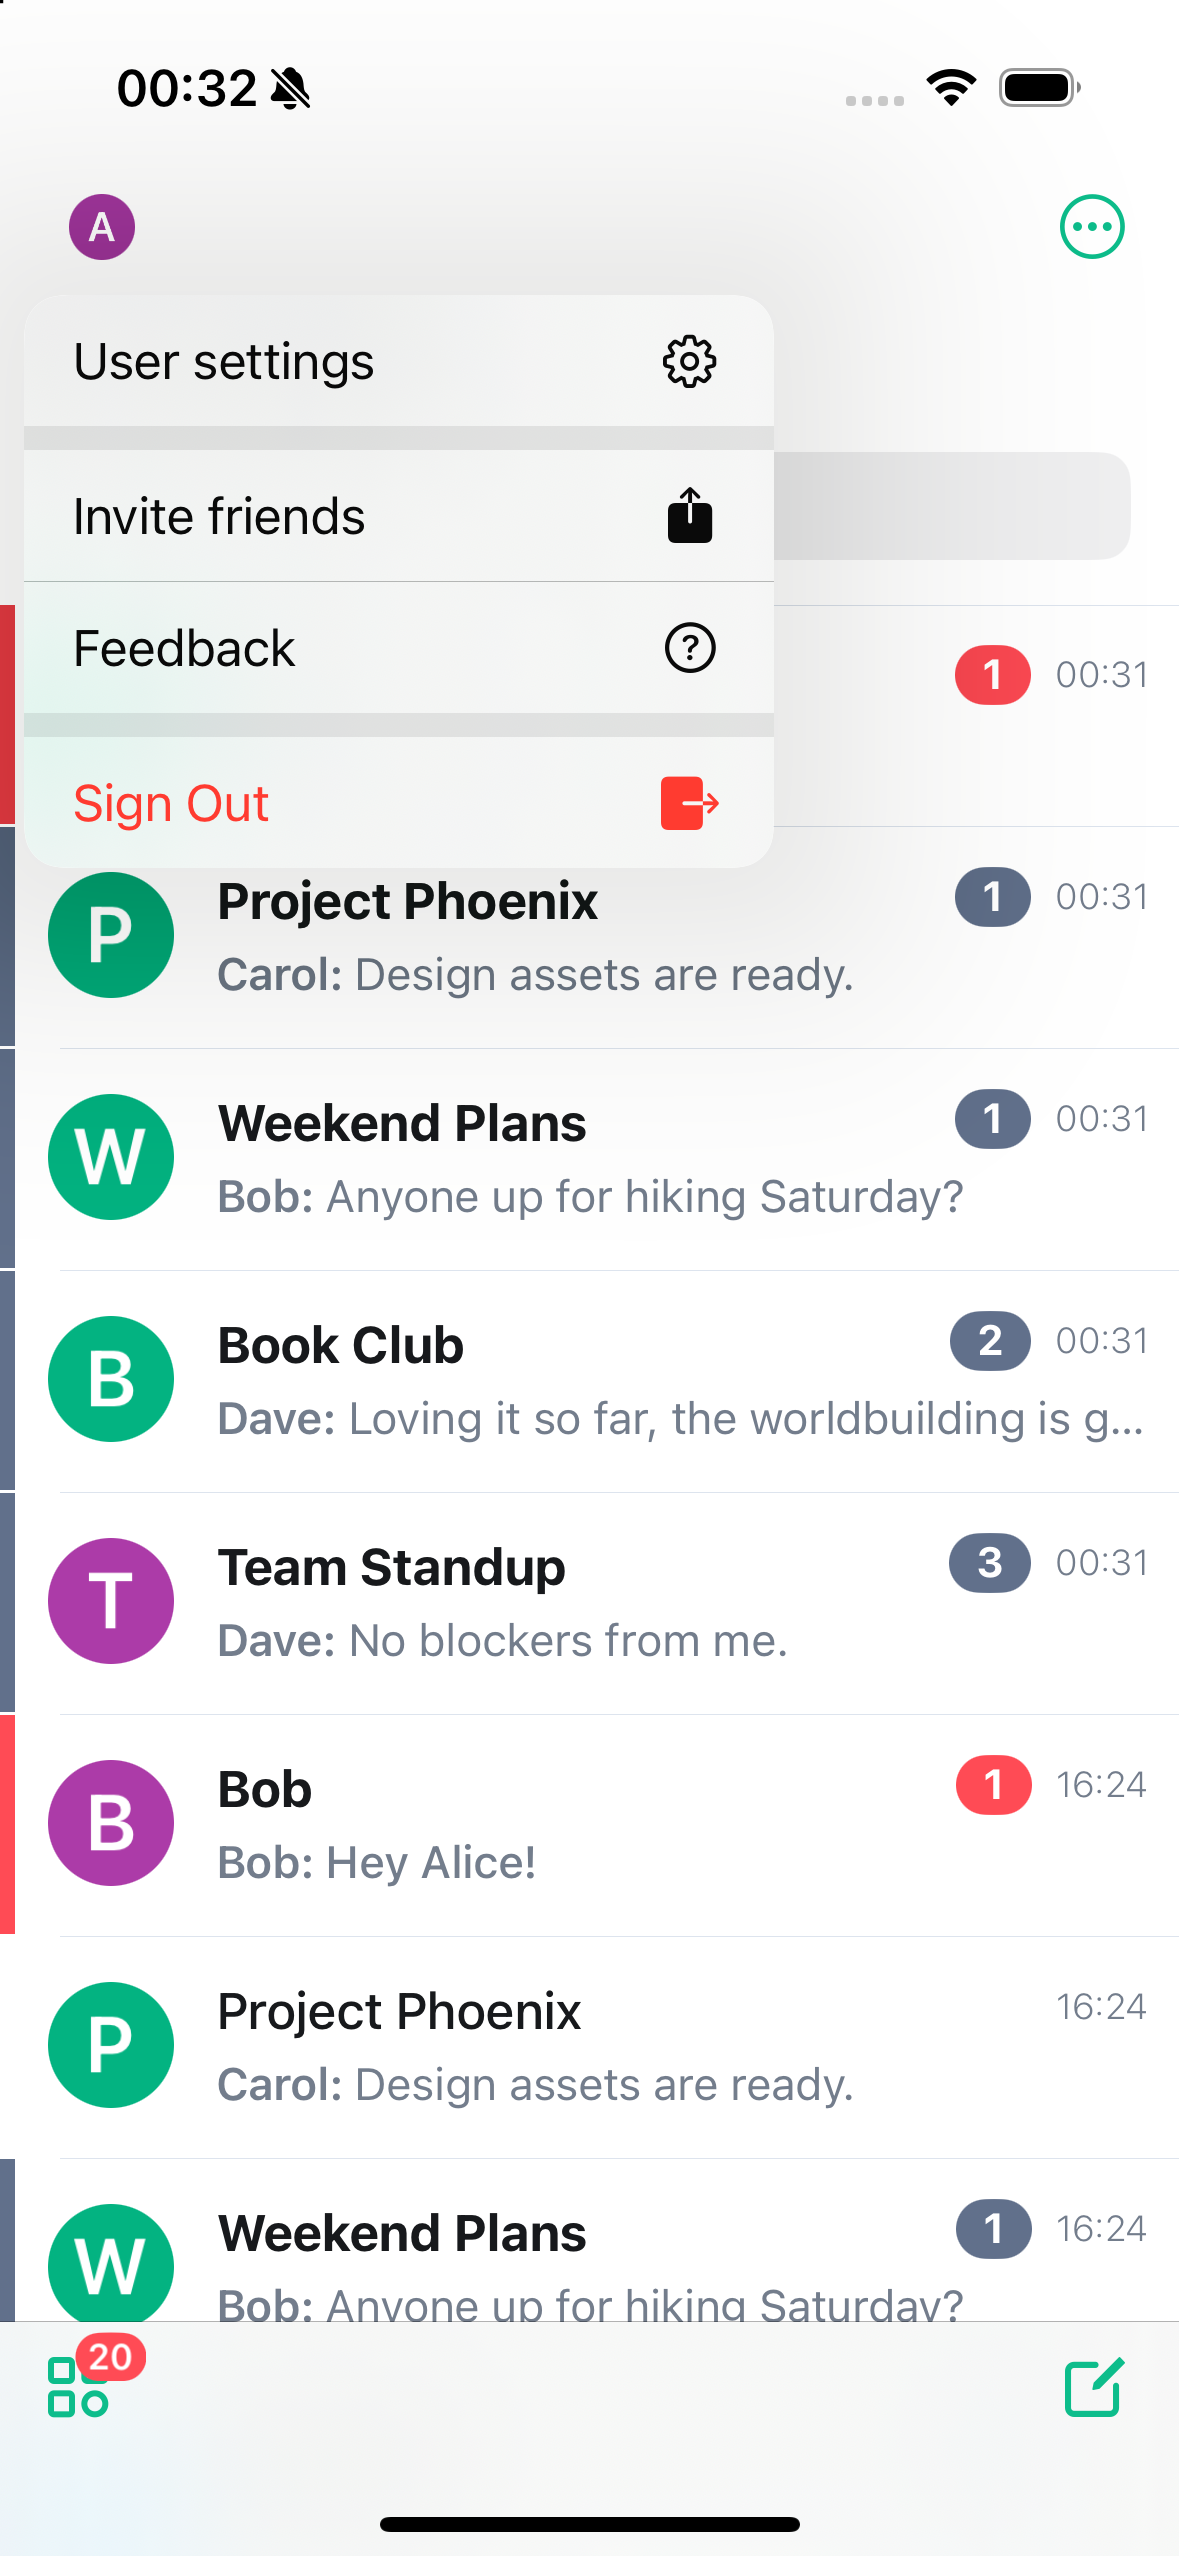 00:32
A
User settings
Invite friends
Feedback
Sign Out
1 00:31
P Project Phoenix 1 00:31
Carol: Design assets are ready.
W Weekend Plans 1 00:31
Bob: Anyone up for hiking Saturday?
B Book Club 2 00:31
Dave: Loving it so far, the worldbuilding is g...
T Team Standup 3 00:31
Dave: No blockers from me.
B Bob 1 16:24
Bob: Hey Alice!
P Project Phoenix 16:24
Carol: Design assets are ready.
W Weekend Plans 1 16:24
Bob: Anyone up for hiking Saturday?
20